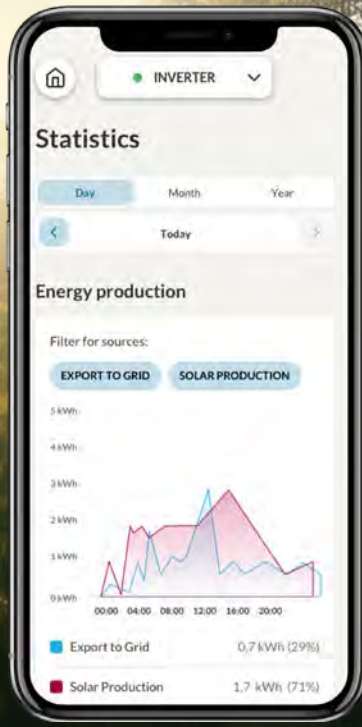 INVERTER
Statistics
Day Month Year
Today
Energy production
Filter for sources:
EXPORT TO GRID SOLAR PRODUCTION
5 kWh
4 kWh
3 kWh
2 kWh
1 kWh
0 kWh
00:00 04:00 08:00 12:00 16:00 20:00
Export to Grid 0,7 kWh (29%)
Solar Production 1,7 kWh (71%)